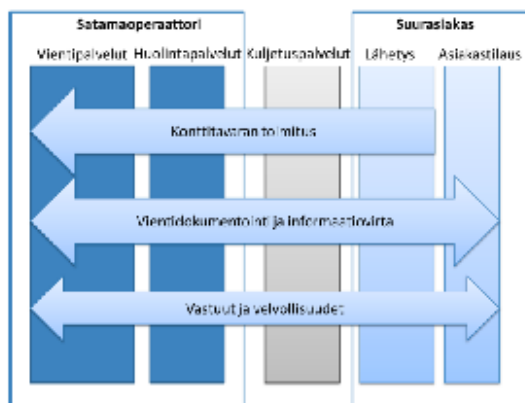 Satamaoperaattori
Suurasiakas
Vientipalvelut
Huolintapalvelut
Kuljetuspalvelut
Lähetys
Asiakastilaus
Konttitavaran toimitus
Vientidokumentointi ja informaatiovirta
Vastuut ja velvollisuudet